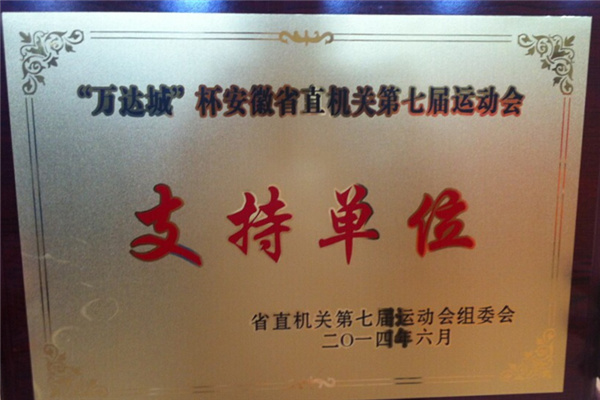 “万达城”杯安徽省直机关第七届运动会
支持单位
省直机关第七届运动会组委会
二〇一四年六月